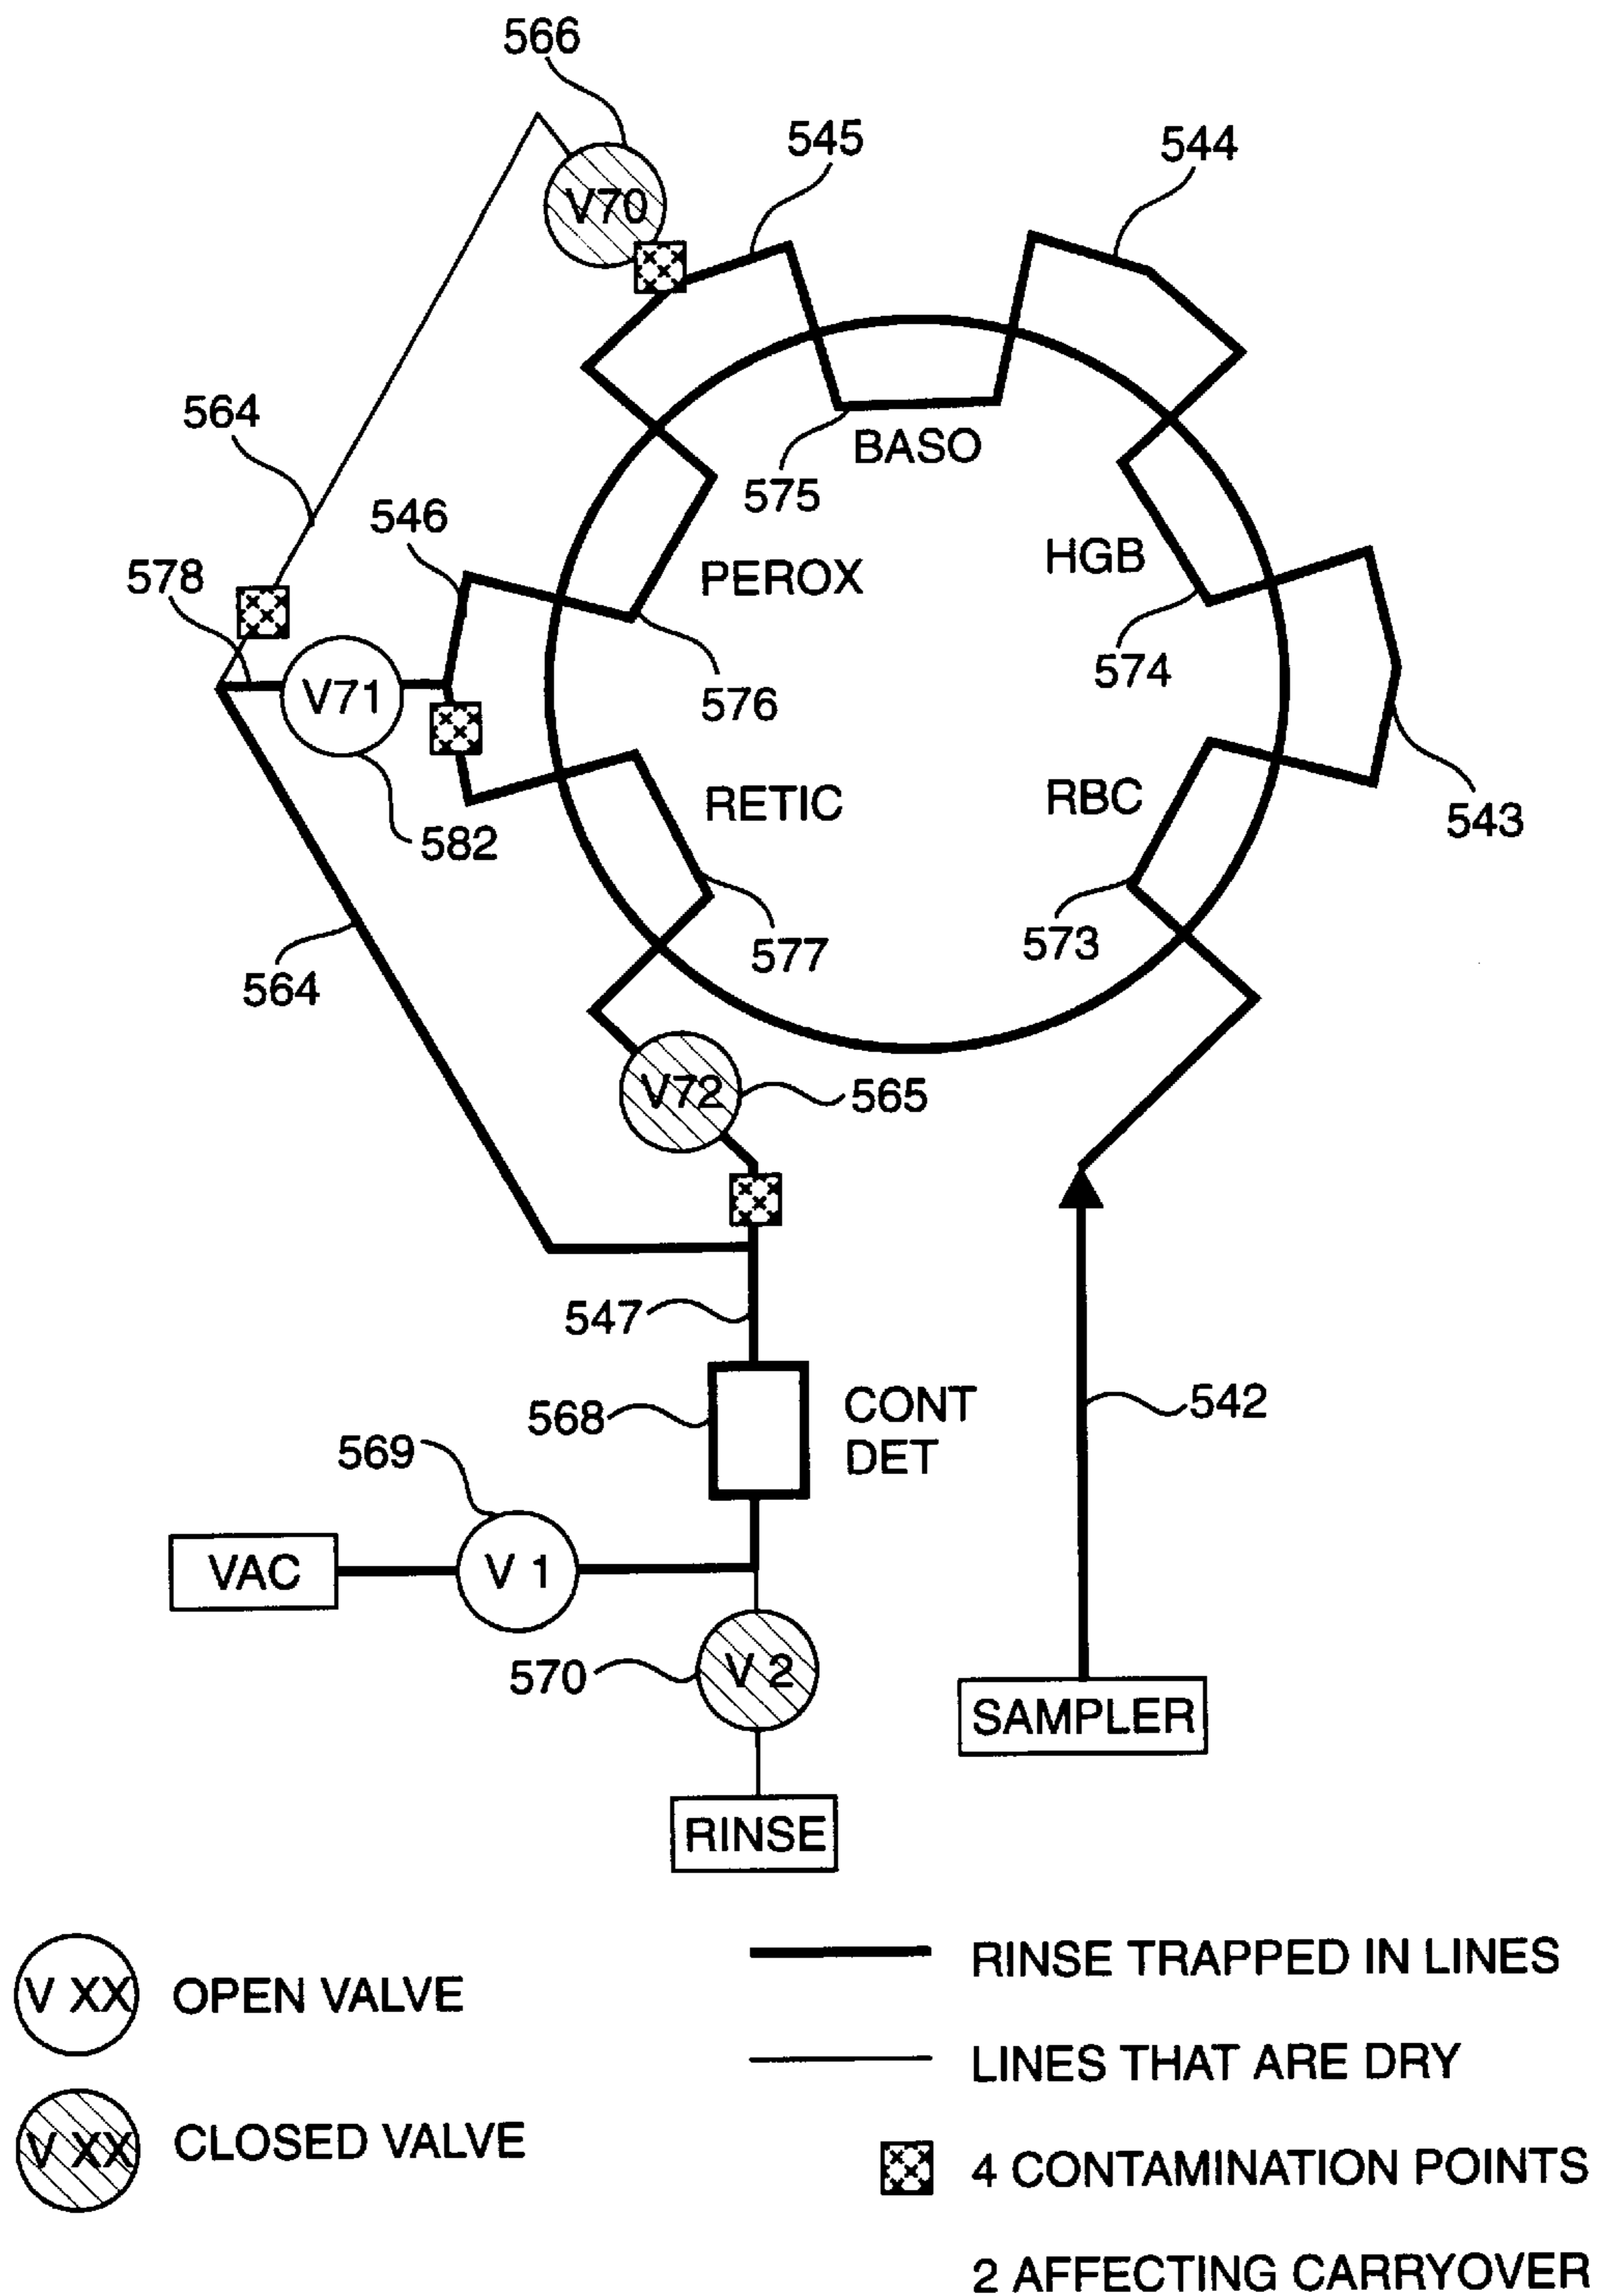 566
545
544
V70
564
546
BASO
575
578
PEROX
HGB
V71
576
574
RETIC
RBC
582
543
577
573
564
V72
565
547
568
CONT
DET
542
569
VAC
V 1
V 2
570
SAMPLER
RINSE
V XX
OPEN VALVE
RINSE TRAPPED IN LINES
LINES THAT ARE DRY
V XX
CLOSED VALVE
4 CONTAMINATION POINTS
2 AFFECTING CARRYOVER